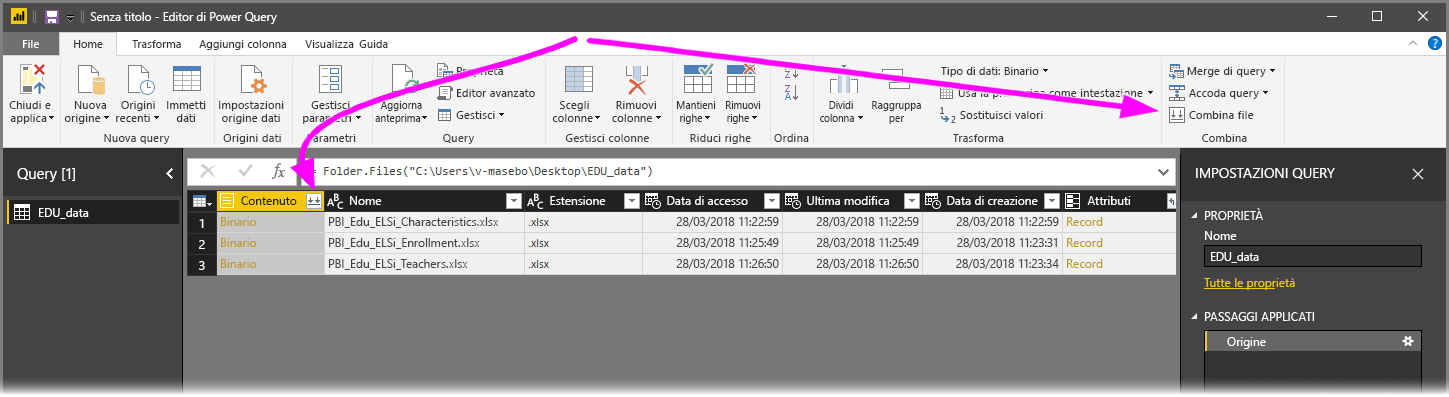 Senza titolo - Editor di Power Query
File Home Trasforma Aggiungi colonna Visualizza Guida
Chiudi e applica
Nuova origine
Origini recenti
Immetti dati
Nuova query
Impostazioni origine dati
Origini dati
Gestisci parametri
Parametri
Aggiorna anteprima
Proprietà
Editor avanzato
Gestisci
Query
Scegli colonne
Rimuovi colonne
Gestisci colonne
Mantieni righe
Rimuovi righe
Riduci righe
Ordina
Dividi colonna
Raggruppa per
Tipo di dati: Binario
Usa la come intestazione
Sostituisci valori
Trasforma
Merge di query
Accoda query
Combina file
Combina
Query [1]
EDU_data
fx
= Folder.Files("C:\Users\v-masebo\Desktop\EDU_data")
Contenuto Nome Estensione Data di accesso Ultima modifica Data di creazione Attributi
1 Binario PBI_Edu_ELSi_Characteristics.xlsx .xlsx 28/03/2018 11:22:59 28/03/2018 11:22:59 28/03/2018 11:22:59 Record
2 Binario PBI_Edu_ELSi_Enrollment.xlsx .xlsx 28/03/2018 11:25:49 28/03/2018 11:25:49 28/03/2018 11:23:31 Record
3 Binario PBI_Edu_ELSi_Teachers.xlsx .xlsx 28/03/2018 11:26:50 28/03/2018 11:26:50 28/03/2018 11:23:34 Record
IMPOSTAZIONI QUERY
PROPRIETÀ
Nome
EDU_data
Tutte le proprietà
PASSAGGI APPLICATI
Origine